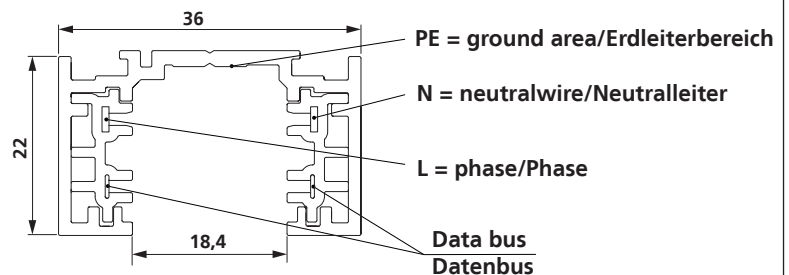 36
PE = ground area/Erdleiterbereich
N = neutralwire/Neutralleiter
22
L = phase/Phase
18,4
Data bus
Datenbus